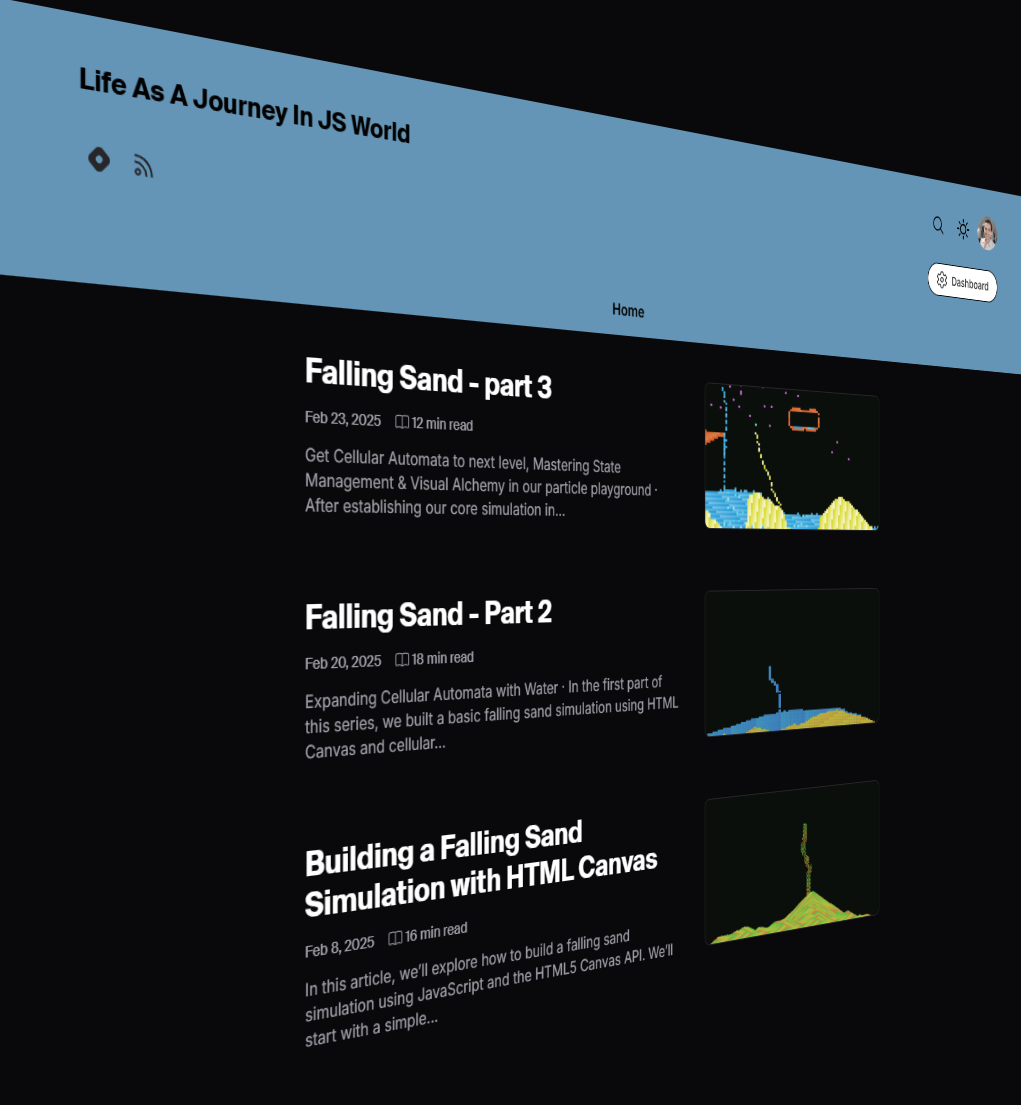 Life As A Journey In JS World
Dashboard
Home
Falling Sand - part 3
Feb 23, 2025 12 min read
Get Cellular Automata to next level, Mastering State
Management & Visual Alchemy in our particle playground ·
After establishing our core simulation in...
Falling Sand - Part 2
Feb 20, 2025 18 min read
Expanding Cellular Automata with Water · In the first part of
this series, we built a basic falling sand simulation using HTML
Canvas and cellular...
Building a Falling Sand
Simulation with HTML Canvas
Feb 8, 2025 16 min read
In this article, we’ll explore how to build a falling sand
simulation using JavaScript and the HTML5 Canvas API. We’ll
start with a simple...